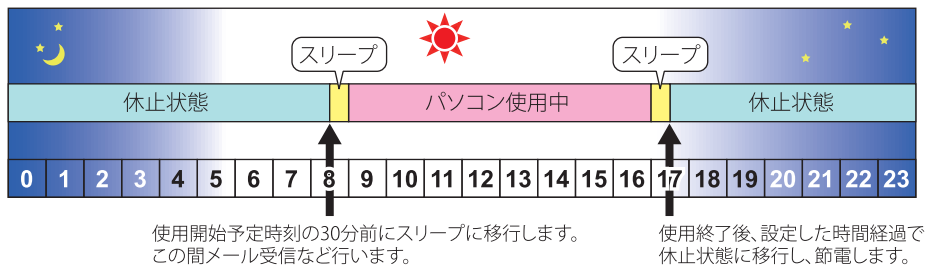 スリープ スリープ
休止状態 パソコン使用中 休止状態
0 1 2 3 4 5 6 7 8 9 10 11 12 13 14 15 16 17 18 19 20 21 22 23
使用開始予定時刻の30分前にスリープに移行します。
この間メール受信など行います。
使用終了後、設定した時間経過で
休止状態に移行し、節電します。